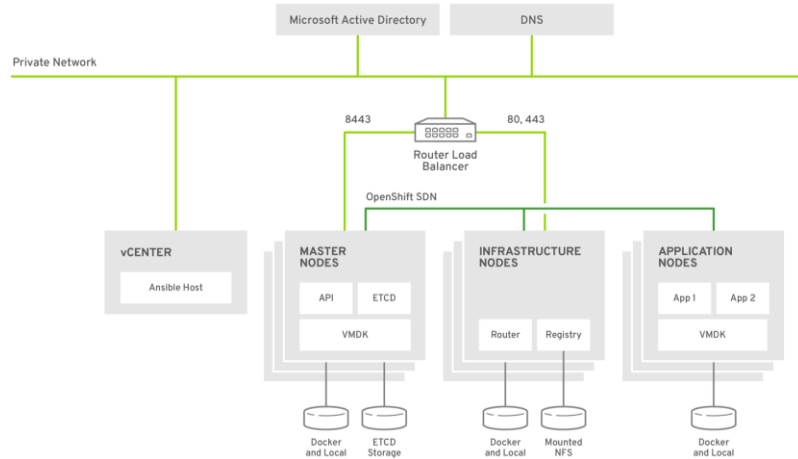 Microsoft Active Directory
DNS
Private Network
8443
80, 443
Router Load
Balancer
OpenShift SDN
vCENTER
Ansible Host
MASTER
NODES
API
ETCD
VMDK
INFRASTRUCTURE
NODES
Router
Registry
APPLICATION
NODES
App 1
App 2
VMDK
Docker
and Local
ETCD
Storage
Docker
and Local
Mounted
NFS
Docker
and Local